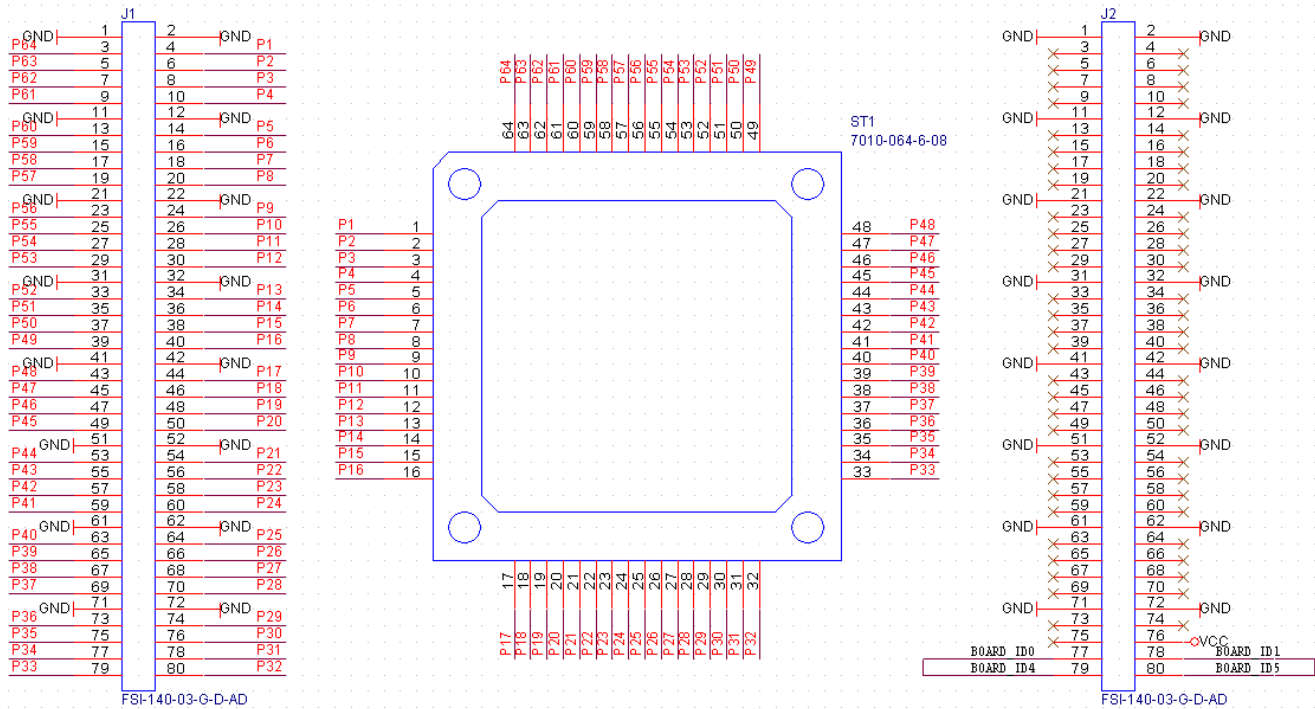 J1
GND 1 2 GND
P64 3 4 P1
P63 5 6 P2
P62 7 8 P3
P61 9 10 P4
GND 11 12 GND
P60 13 14 P5
P59 15 16 P6
P58 17 18 P7
P57 19 20 P8
GND 21 22 GND
P56 23 24 P9
P55 25 26 P10
P54 27 28 P11
P53 29 30 P12
GND 31 32 GND
P52 33 34 P13
P51 35 36 P14
P50 37 38 P15
P49 39 40 P16
GND 41 42 GND
P48 43 44 P17
P47 45 46 P18
P46 47 48 P19
P45 49 50 P20
GND 51 52 GND
P44 53 54 P21
P43 55 56 P22
P42 57 58 P23
P41 59 60 P24
GND 61 62 GND
P40 63 64 P25
P39 65 66 P26
P38 67 68 P27
P37 69 70 P28
GND 71 72 GND
P36 73 74 P29
P35 75 76 P30
P34 77 78 P31
P33 79 80 P32
FSI-140-03-G-D-AD
P64 P63 P62 P61 P60 P59 P58 P57 P56 P55 P54 P53 P52 P51 P50 P49
64 63 62 61 60 59 58 57 56 55 54 53 52 51 50 49
ST1
7010-064-6-08
P1 1 48 P48
P2 2 47 P47
P3 3 46 P46
P4 4 45 P45
P5 5 44 P44
P6 6 43 P43
P7 7 42 P42
P8 8 41 P41
P9 9 40 P40
P10 10 39 P39
P11 11 38 P38
P12 12 37 P37
P13 13 36 P36
P14 14 35 P35
P15 15 34 P34
P16 16 33 P33
17 18 19 20 21 22 23 24 25 26 27 28 29 30 31 32
P17 P18 P19 P20 P21 P22 P23 P24 P25 P26 P27 P28 P29 P30 P31 P32
J2
GND 1 2 GND
3 4
5 6
7 8
9 10
GND 11 12 GND
13 14
15 16
17 18
19 20
GND 21 22 GND
23 24
25 26
27 28
29 30
GND 31 32 GND
33 34
35 36
37 38
39 40
GND 41 42 GND
43 44
45 46
47 48
49 50
GND 51 52 GND
53 54
55 56
57 58
59 60
GND 61 62 GND
63 64
65 66
67 68
69 70
GND 71 72 GND
73 74
75 76 VCC
BOARD_ID0 77 78 BOARD_ID1
BOARD_ID4 79 80 BOARD_ID5
FSI-140-03-G-D-AD